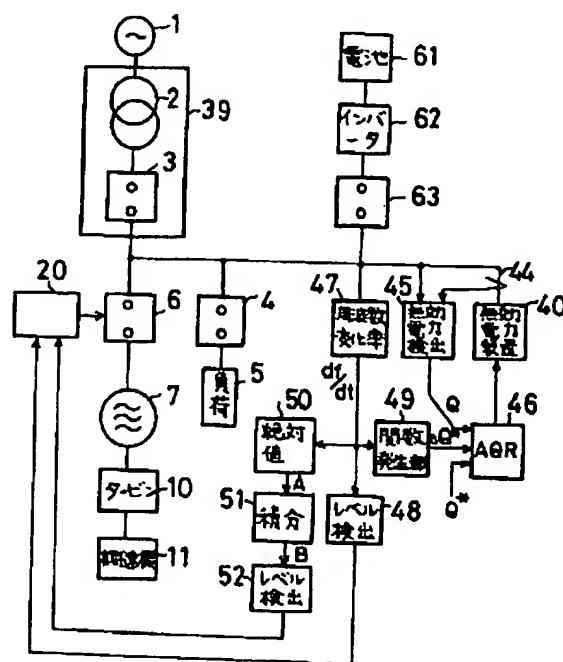 1
2
39
3
電池
61
インバ
ータ
62
63
20
6
4
47
周波数
変化率
45
無効
電力
検出
44
無効
電力
装置
40
負荷
5
df/dt
7
50
絶対
値
49
関数
発生部
Q
ΔQ*
46
AQR
Q*
タービン
10
A
51
積分
レベル
検出
48
11
B
52
レベル
検出